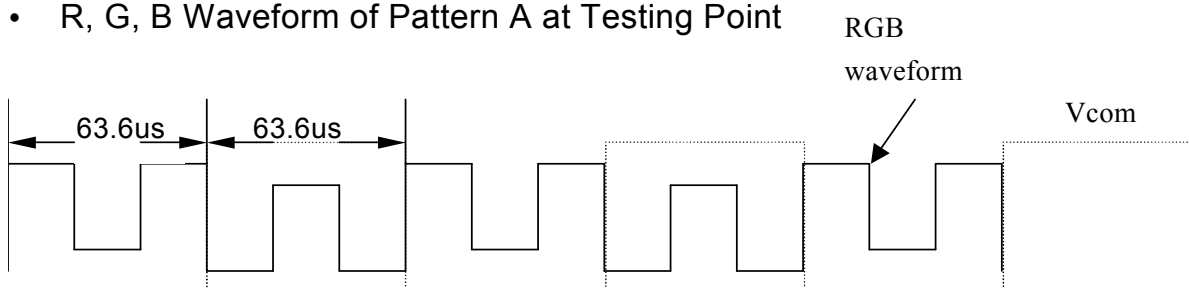 • R, G, B Waveform of Pattern A at Testing Point
RGB
waveform
Vcom
63.6us
63.6us